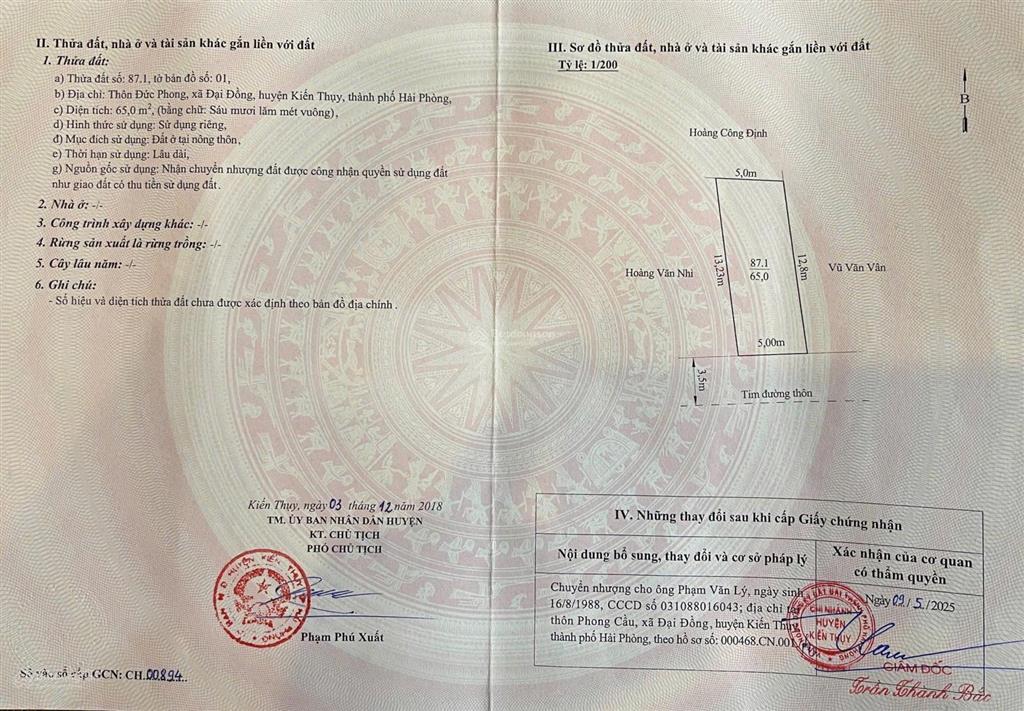 II. Thửa đất, nhà ở và tài sản khác gắn liền với đất
1. Thửa đất:
a) Thửa đất số: 87.1, tờ bản đồ số: 01,
b) Địa chỉ: Thôn Đức Phong, xã Đại Đồng, huyện Kiến Thụy, thành phố Hải Phòng,
c) Diện tích: 65,0 m², (bằng chữ: Sáu mươi lăm mét vuông),
d) Hình thức sử dụng: Sử dụng riêng,
đ) Mục đích sử dụng: Đất ở tại nông thôn,
e) Thời hạn sử dụng: Lâu dài,
g) Nguồn gốc sử dụng: Nhận chuyển nhượng đất được công nhận quyền sử dụng đất
như giao đất có thu tiền sử dụng đất.
2. Nhà ở: -/-
3. Công trình xây dựng khác: -/-
4. Rừng sản xuất là rừng trồng: -/-
5. Cây lâu năm: -/-
6. Ghi chú:
- Số hiệu và diện tích thửa đất chưa được xác định theo bản đồ địa chính .
Kiến Thụy, ngày 03 tháng 12 năm 2018
TM. ỦY BAN NHÂN DÂN HUYỆN
KT. CHỦ TỊCH
PHÓ CHỦ TỊCH
Phạm Phú Xuất
Số vào sổ cấp GCN: CH.00894..
III. Sơ đồ thửa đất, nhà ở và tài sản khác gắn liền với đất
Tỷ lệ: 1/200
B
Hoàng Công Định
5,0m
Hoàng Văn Nhi
13,23m
87.1
65,0
12,8m
Vũ Văn Vân
5,00m
3,5m
Tim đường thôn
IV. Những thay đổi sau khi cấp Giấy chứng nhận
Nội dung bổ sung, thay đổi và cơ sở pháp lý
Xác nhận của cơ quan
có thẩm quyền
Chuyển nhượng cho ông Phạm Văn Lý, ngày sinh
16/8/1988, CCCD số 031088016043; địa chỉ tại
thôn Phong Cầu, xã Đại Đồng, huyện Kiến Thụy,
thành phố Hải Phòng, theo hồ sơ số: 000468.CN.001
Ngày 09/5/2025
CHI NHÁNH
HUYỆN
KIẾN THỤY
GIÁM ĐỐC
Trần Thanh Bắc